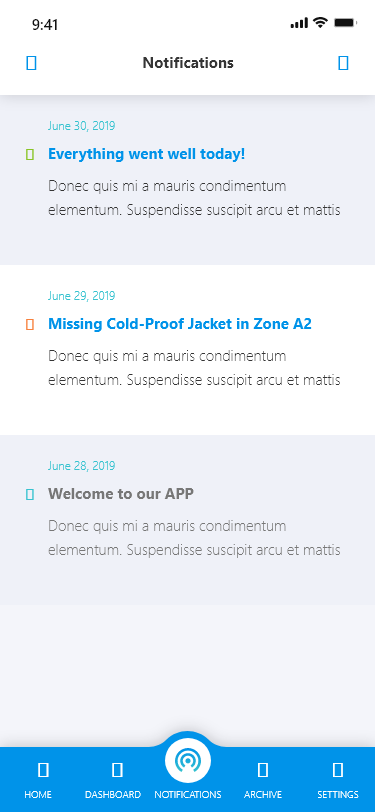 9:41
Notifications
June 30, 2019
Everything went well today!
Donec quis mi a mauris condimentum
elementum. Suspendisse suscipit arcu et mattis
June 29, 2019
Missing Cold-Proof Jacket in Zone A2
Donec quis mi a mauris condimentum
elementum. Suspendisse suscipit arcu et mattis
June 28, 2019
Welcome to our APP
Donec quis mi a mauris condimentum
elementum. Suspendisse suscipit arcu et mattis
HOME DASHBOARD NOTIFICATIONS ARCHIVE SETTINGS